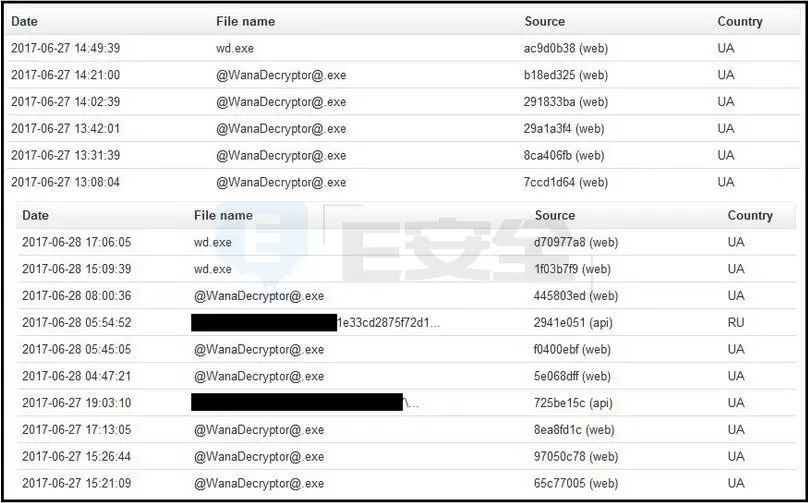 Date File name Source Country
2017-06-27 14:49:39 wd.exe ac9d0b38 (web) UA
2017-06-27 14:21:00 @WanaDecryptor@.exe b18ed325 (web) UA
2017-06-27 14:02:39 @WanaDecryptor@.exe 291833ba (web) UA
2017-06-27 13:42:01 @WanaDecryptor@.exe 29a1a3f4 (web) UA
2017-06-27 13:31:39 @WanaDecryptor@.exe 8ca406fb (web) UA
2017-06-27 13:08:04 @WanaDecryptor@.exe 7ccd1d64 (web) UA
Date File name Source Country
2017-06-28 17:06:05 wd.exe d70977a8 (web) UA
2017-06-28 15:09:39 wd.exe 1f03b7f9 (web) UA
E安全
2017-06-28 08:00:36 @WanaDecryptor@.exe 445803ed (web) UA
2017-06-28 05:54:52 1e33cd2875f72d1... 2941e051 (api) RU
2017-06-28 05:45:05 @WanaDecryptor@.exe f0400ebf (web) UA
2017-06-28 04:47:21 @WanaDecryptor@.exe 5e068dff (web) UA
2017-06-27 19:03:10 \... 725be15c (api) UA
2017-06-27 17:13:05 @WanaDecryptor@.exe 8ea8fd1c (web) UA
2017-06-27 15:26:44 @WanaDecryptor@.exe 97050c78 (web) UA
2017-06-27 15:21:09 @WanaDecryptor@.exe 65c77005 (web) UA